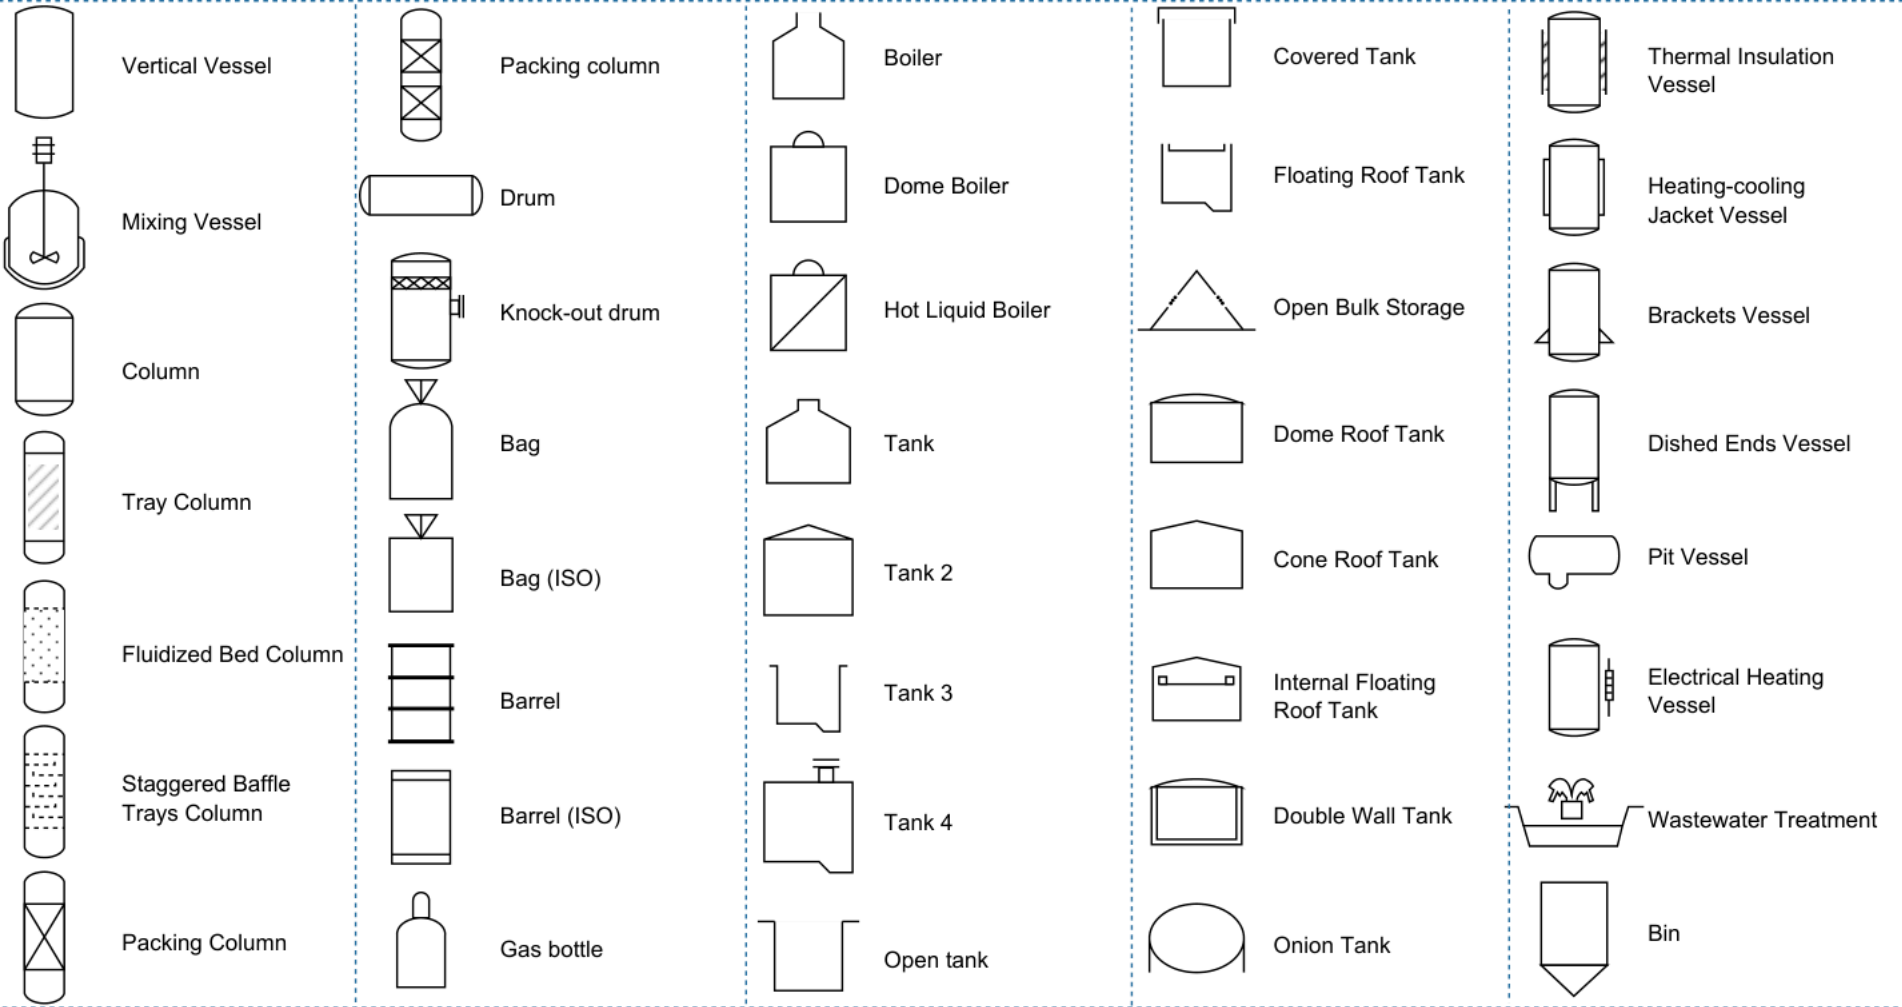 Vertical Vessel
Mixing Vessel
Column
Tray Column
Fluidized Bed Column
Staggered Baffle
Trays Column
Packing Column
Packing column
Drum
Knock-out drum
Bag
Bag (ISO)
Barrel
Barrel (ISO)
Gas bottle
Boiler
Dome Boiler
Hot Liquid Boiler
Tank
Tank 2
Tank 3
Tank 4
Open tank
Covered Tank
Floating Roof Tank
Open Bulk Storage
Dome Roof Tank
Cone Roof Tank
Internal Floating
Roof Tank
Double Wall Tank
Onion Tank
Thermal Insulation
Vessel
Heating-cooling
Jacket Vessel
Brackets Vessel
Dished Ends Vessel
Pit Vessel
Electrical Heating
Vessel
Wastewater Treatment
Bin